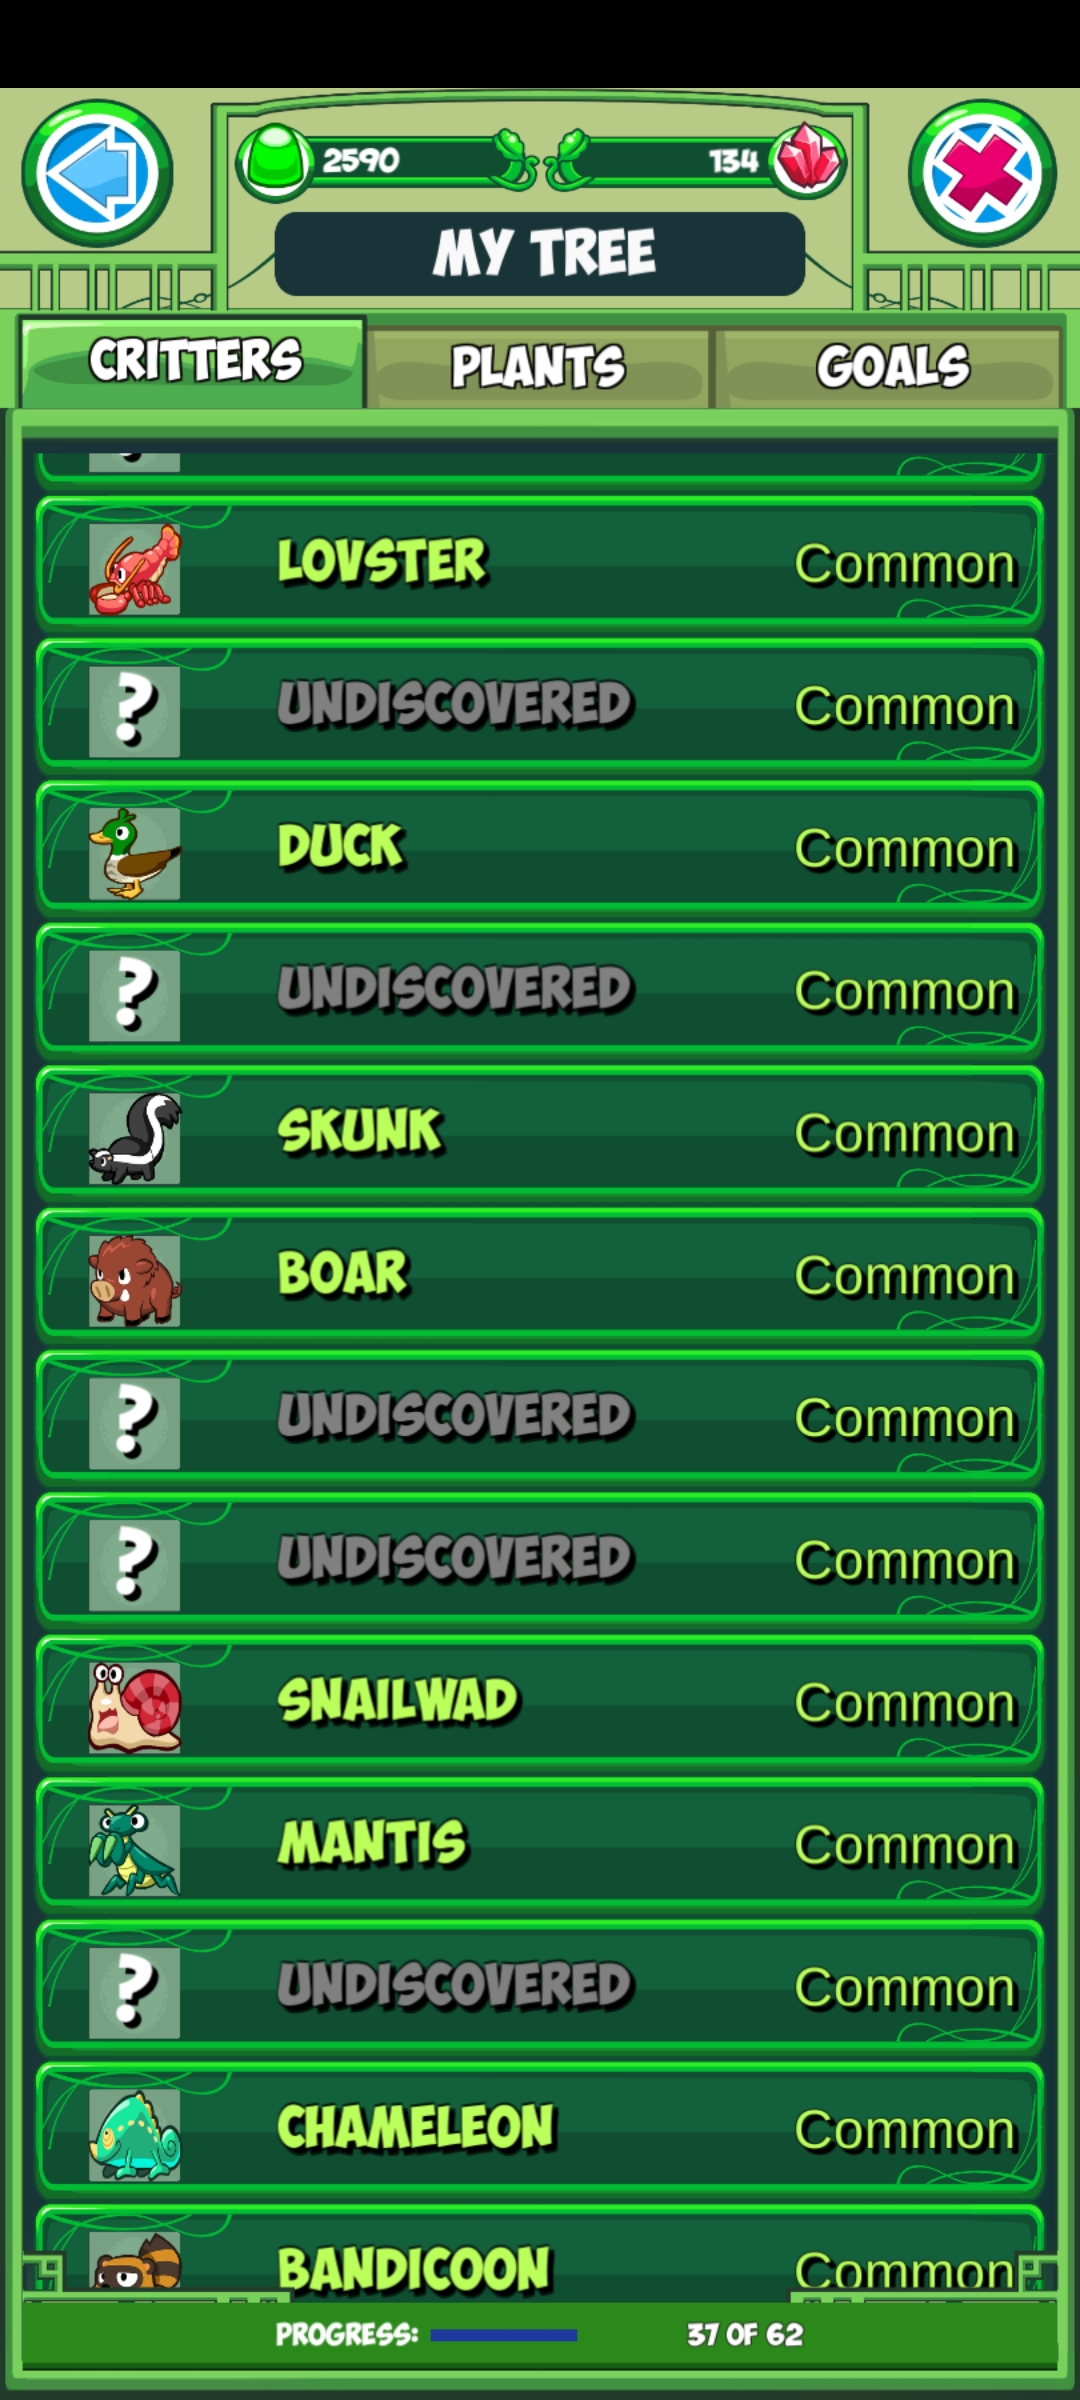 2590
134
MY TREE
CRITTERS
PLANTS
GOALS
LOVSTER Common
? UNDISCOVERED Common
DUCK Common
? UNDISCOVERED Common
SKUNK Common
BOAR Common
? UNDISCOVERED Common
? UNDISCOVERED Common
SNAILWAD Common
MANTIS Common
? UNDISCOVERED Common
CHAMELEON Common
BANDICOON Common
PROGRESS: 37 OF 62